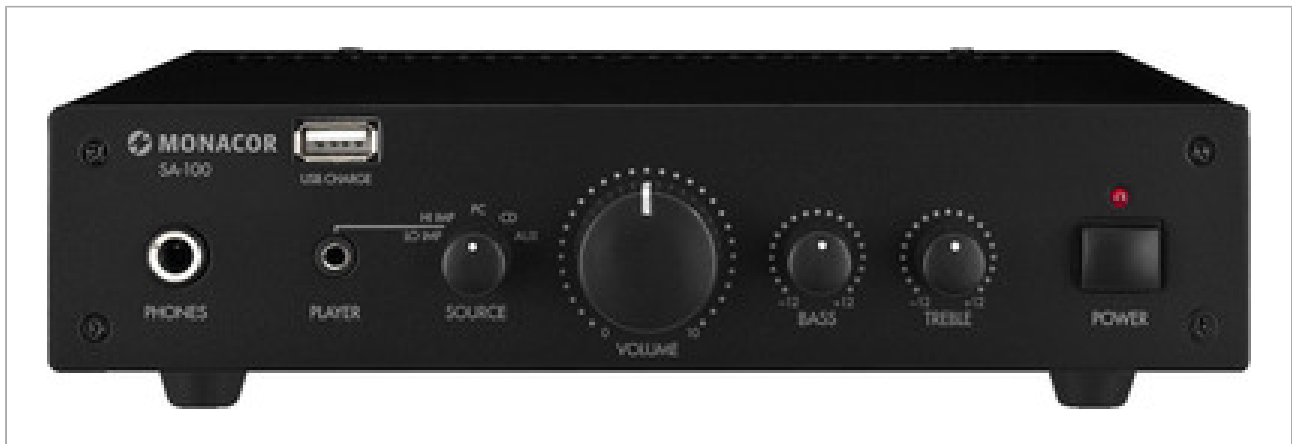 MONACOR
SA-100
USB CHARGE
HI IMP
LO IMP
PC
CD
AUX
PHONES
PLAYER
SOURCE
0
10
VOLUME
-12
+12
BASS
-12
+12
TREBLE
POWER